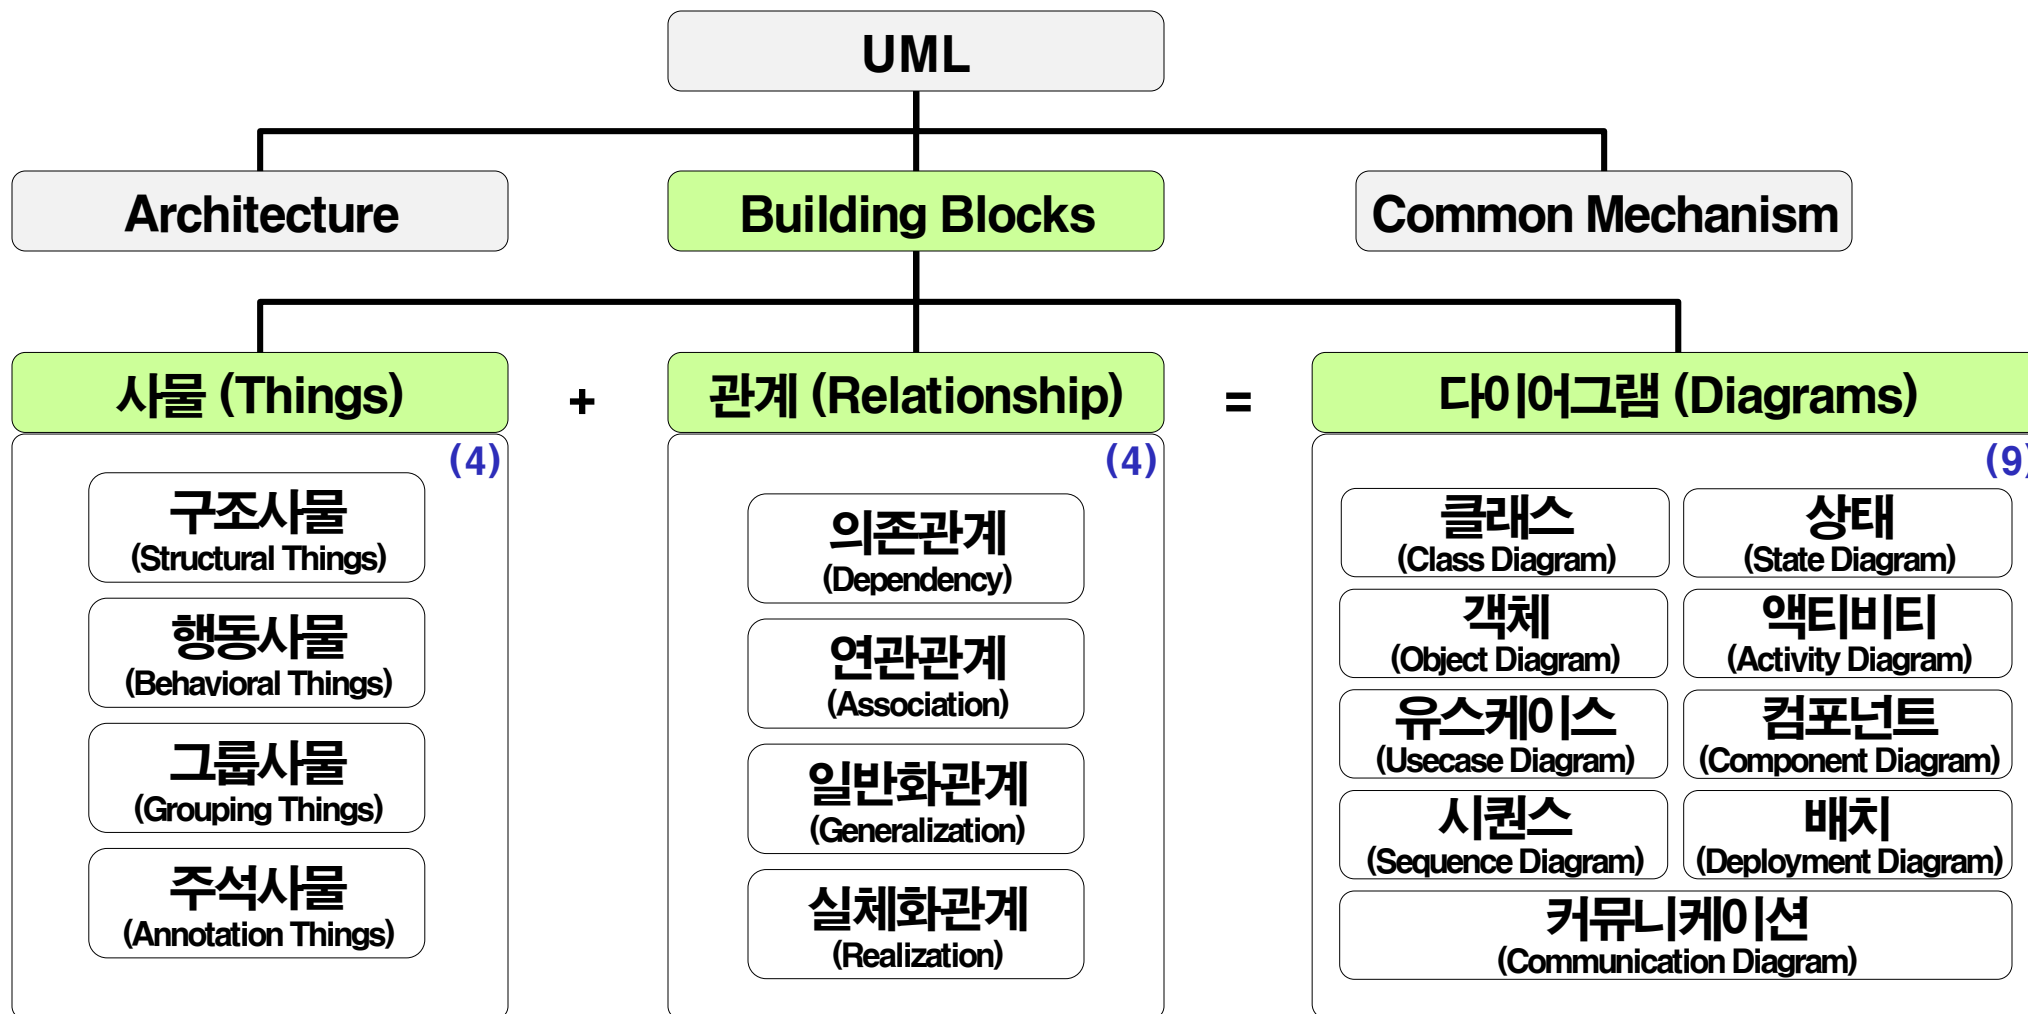 UML
Architecture
Building Blocks
Common Mechanism
사물 (Things)
+
관계 (Relationship)
=
다이어그램 (Diagrams)
(4)
구조사물
(Structural Things)
행동사물
(Behavioral Things)
그룹사물
(Grouping Things)
주석사물
(Annotation Things)
(4)
의존관계
(Dependency)
연관관계
(Association)
일반화관계
(Generalization)
실체화관계
(Realization)
(9)
클래스
(Class Diagram)
상태
(State Diagram)
객체
(Object Diagram)
액티비티
(Activity Diagram)
유스케이스
(Usecase Diagram)
컴포넌트
(Component Diagram)
시퀀스
(Sequence Diagram)
배치
(Deployment Diagram)
커뮤니케이션
(Communication Diagram)